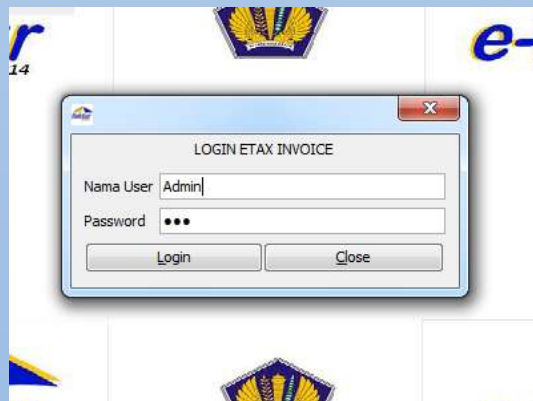 e-
14
LOGIN ETAX INVOICE
Nama User Admin
Password •••
Login Close